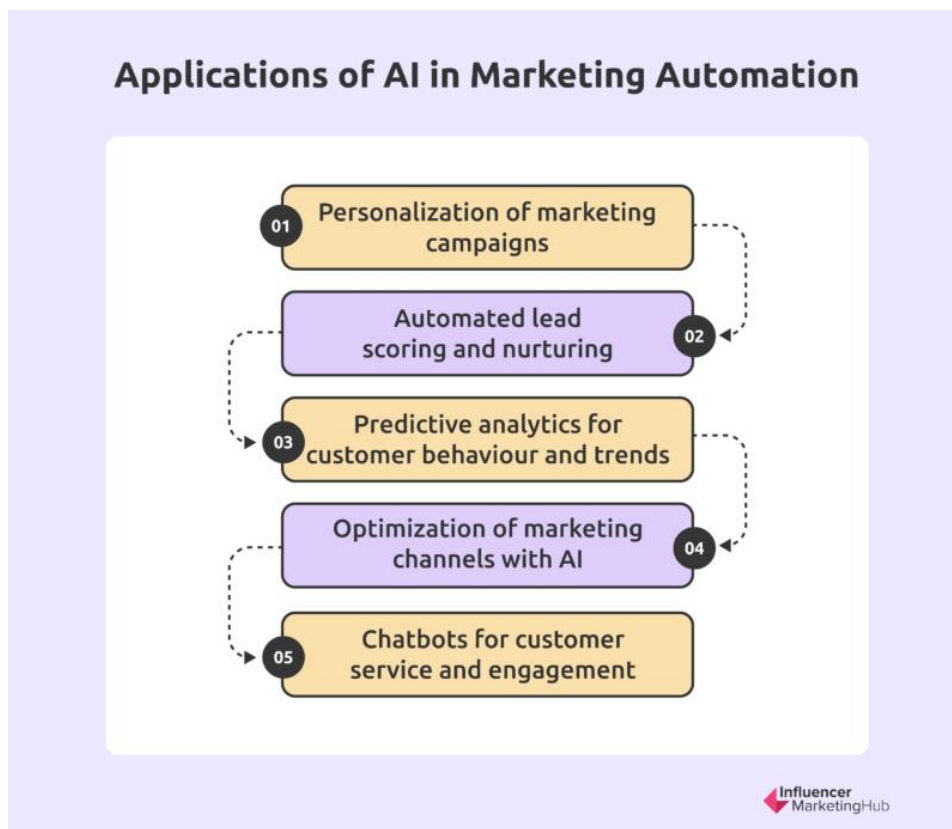 Applications of AI in Marketing Automation
01
Personalization of marketing
campaigns
Automated lead
scoring and nurturing
02
03
Predictive analytics for
customer behaviour and trends
Optimization of marketing
channels with AI
04
05
Chatbots for customer
service and engagement
Influencer
MarketingHub